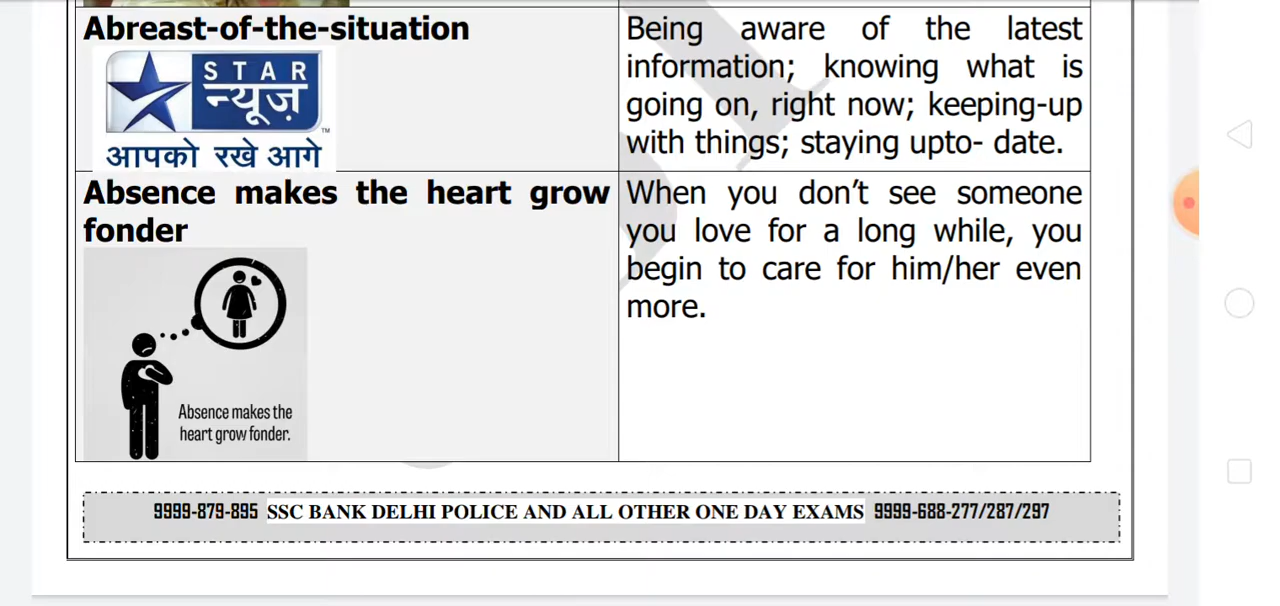 Abreast-of-the-situation
STAR
न्यूज़
TM
आपको रखे आगे
Being aware of the latest
information; knowing what is
going on, right now; keeping-up
with things; staying upto- date.
Absence makes the heart grow
fonder
Absence makes the
heart grow fonder.
When you don’t see someone
you love for a long while, you
begin to care for him/her even
more.
9999-879-895 SSC BANK DELHI POLICE AND ALL OTHER ONE DAY EXAMS 9999-688-277/287/297